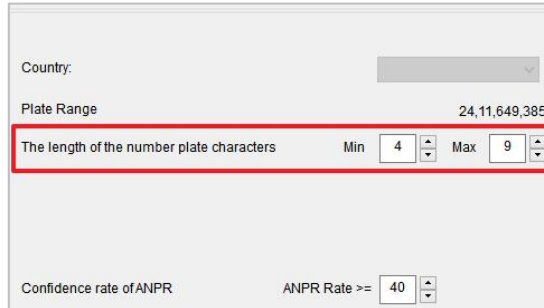 Country:
Plate Range 24,11,649,385
The length of the number plate characters Min 4 Max 9
Confidence rate of ANPR ANPR Rate >= 40